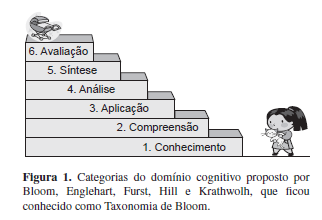 6. Avaliação
5. Síntese
4. Análise
3. Aplicação
2. Compreensão
1. Conhecimento
Figura 1. Categorias do domínio cognitivo proposto por
Bloom, Englehart, Furst, Hill e Krathwolh, que ficou
conhecido como Taxonomia de Bloom.